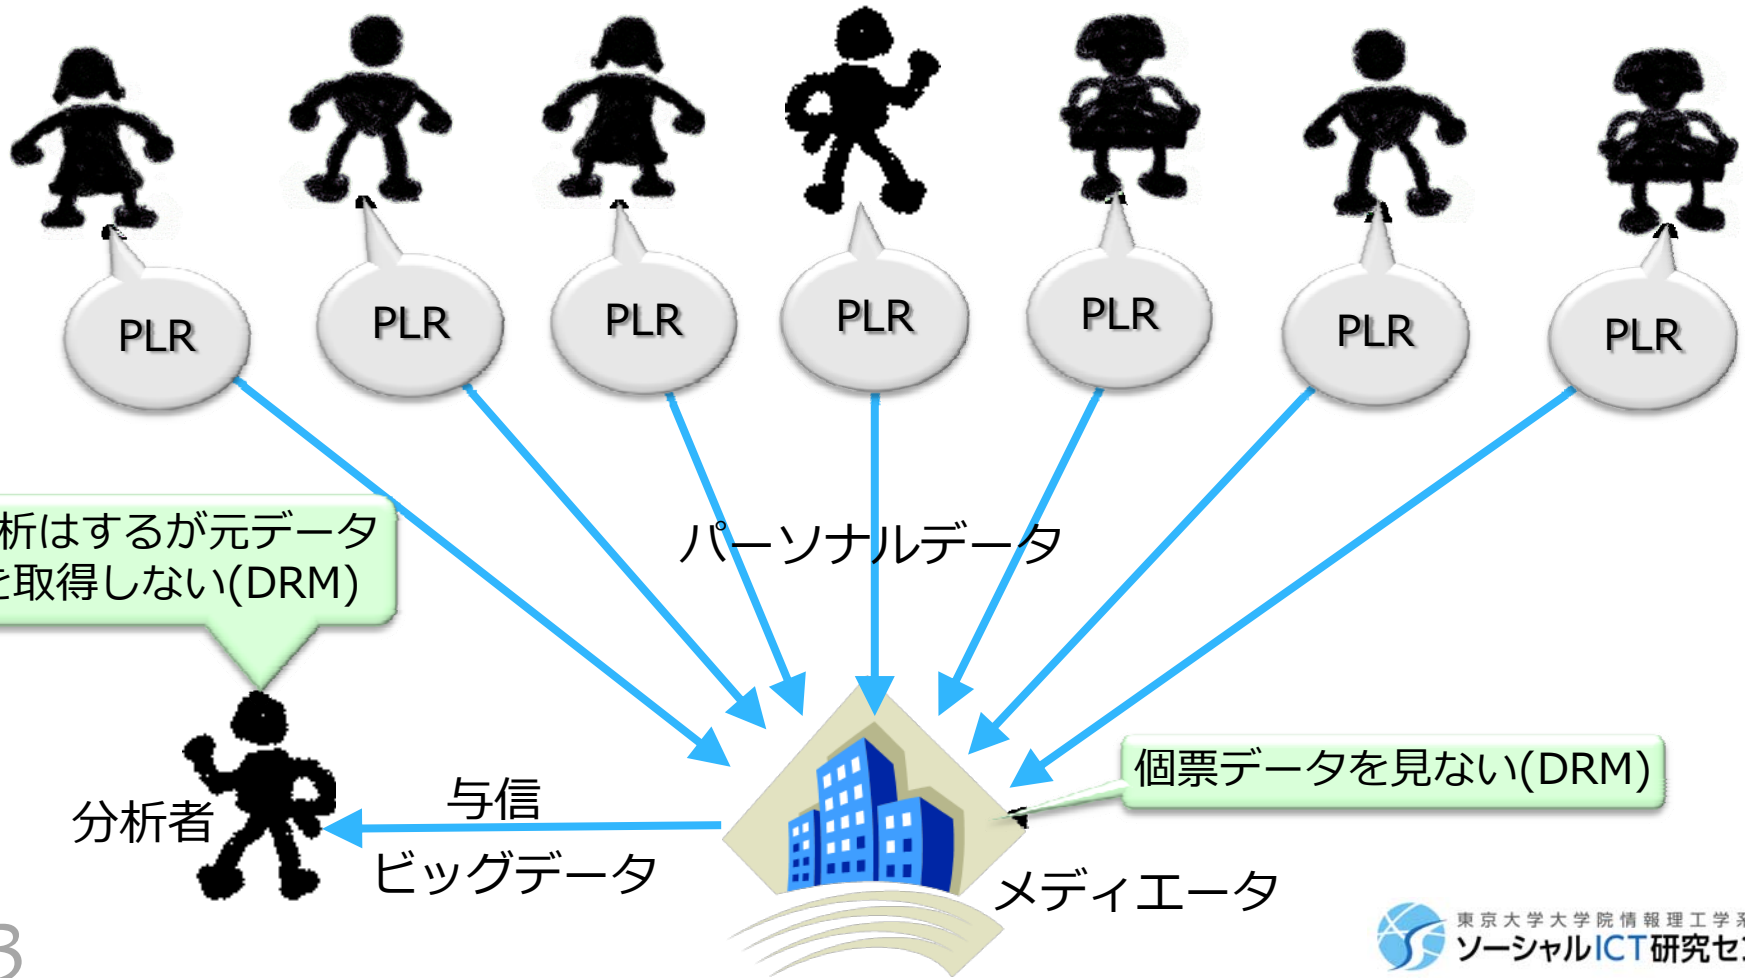 PLR
PLR
PLR
PLR
PLR
PLR
PLR
析はするが元データ
を取得しない(DRM)
パーソナルデータ
個票データを見ない(DRM)
分析者
与信
ビッグデータ
メディエータ
3
東京大学大学院情報理工学系
ソーシャルICT研究セン